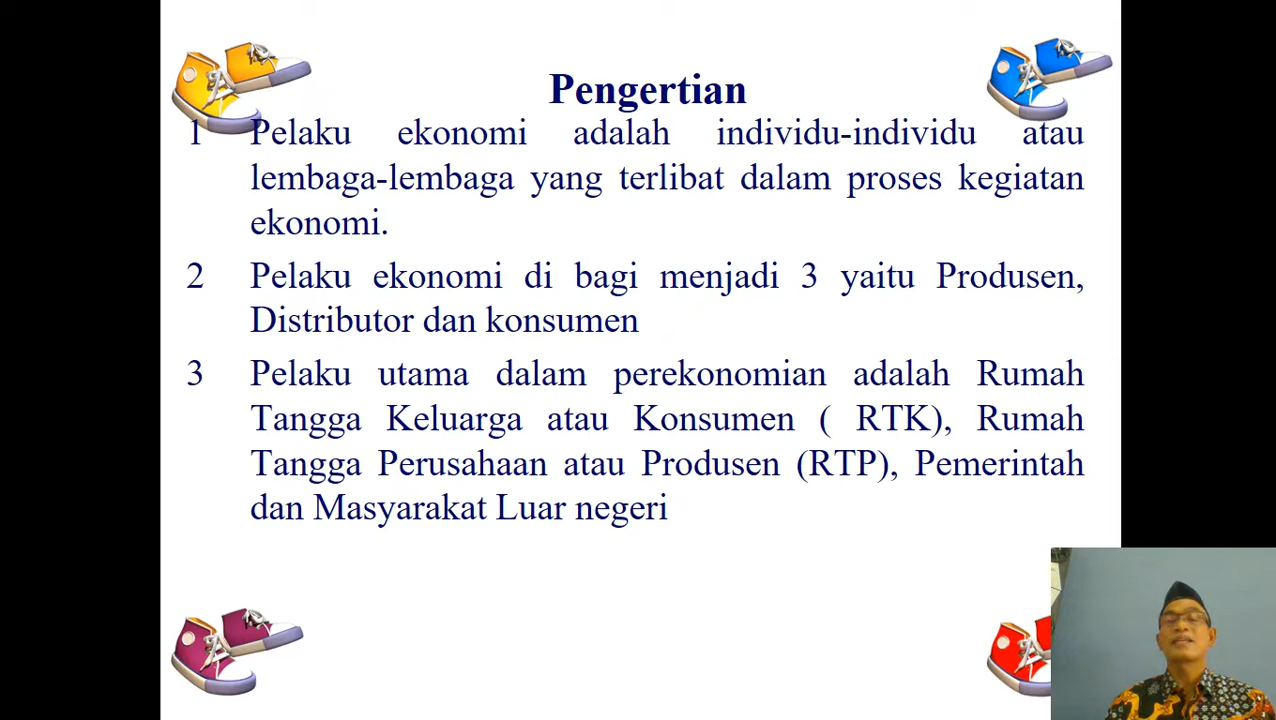 Pengertian
1 Pelaku ekonomi adalah individu-individu atau
lembaga-lembaga yang terlibat dalam proses kegiatan
ekonomi.
2 Pelaku ekonomi di bagi menjadi 3 yaitu Produsen,
Distributor dan konsumen
3 Pelaku utama dalam perekonomian adalah Rumah
Tangga Keluarga atau Konsumen ( RTK), Rumah
Tangga Perusahaan atau Produsen (RTP), Pemerintah
dan Masyarakat Luar negeri